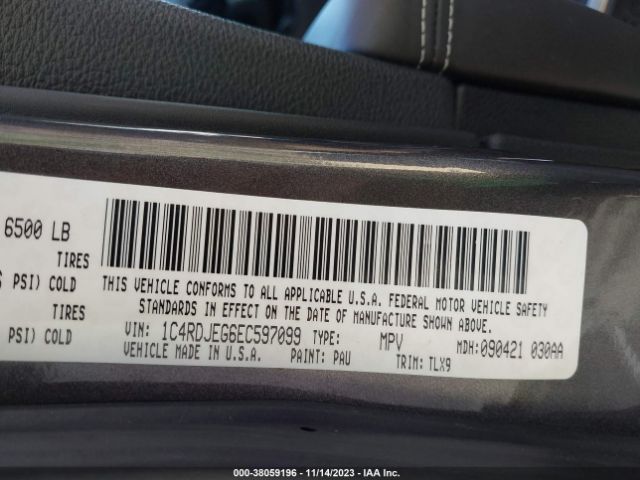 6500 LB
TIRES
PSI) COLD
TIRES
PSI) COLD
THIS VEHICLE CONFORMS TO ALL APPLICABLE U.S.A. FEDERAL MOTOR VEHICLE SAFETY
STANDARDS IN EFFECT ON THE DATE OF MANUFACTURE SHOWN ABOVE.
VIN: 1C4RDJEG6EC597099 TYPE: MPV MDH:090421 030AA
VEHICLE MADE IN U.S.A. PAINT: PAU TRIM: TLX9
000-38059196 - 11/14/2023 - IAA Inc.